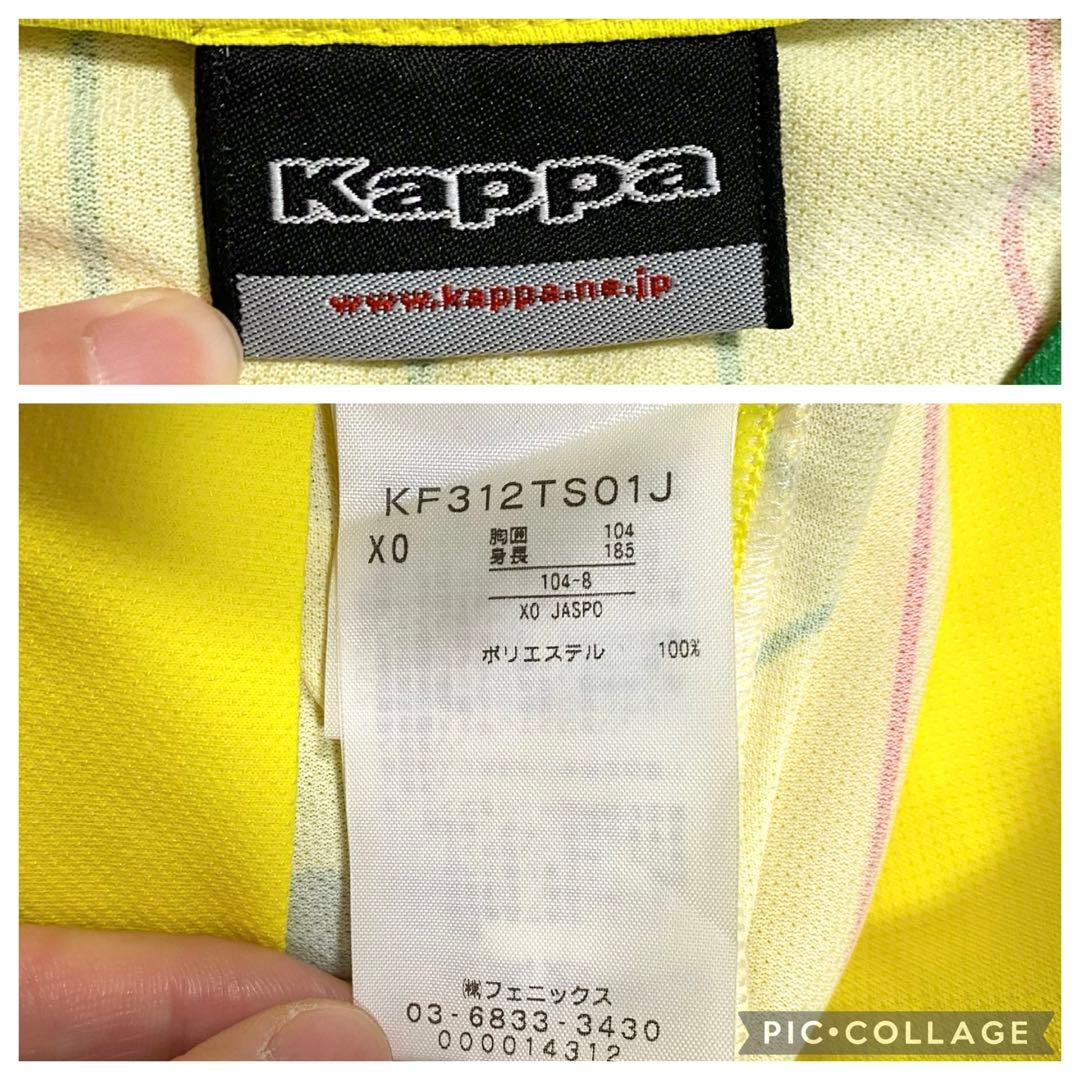 Kappa
www.kappa.ne.jp
KF312TS01J
XO 胸囲 104
身長 185
104-8
XO JASPO
ポリエステル 100%
㈱フェニックス
03-6833-3430
000014312
PIC•COLLAGE